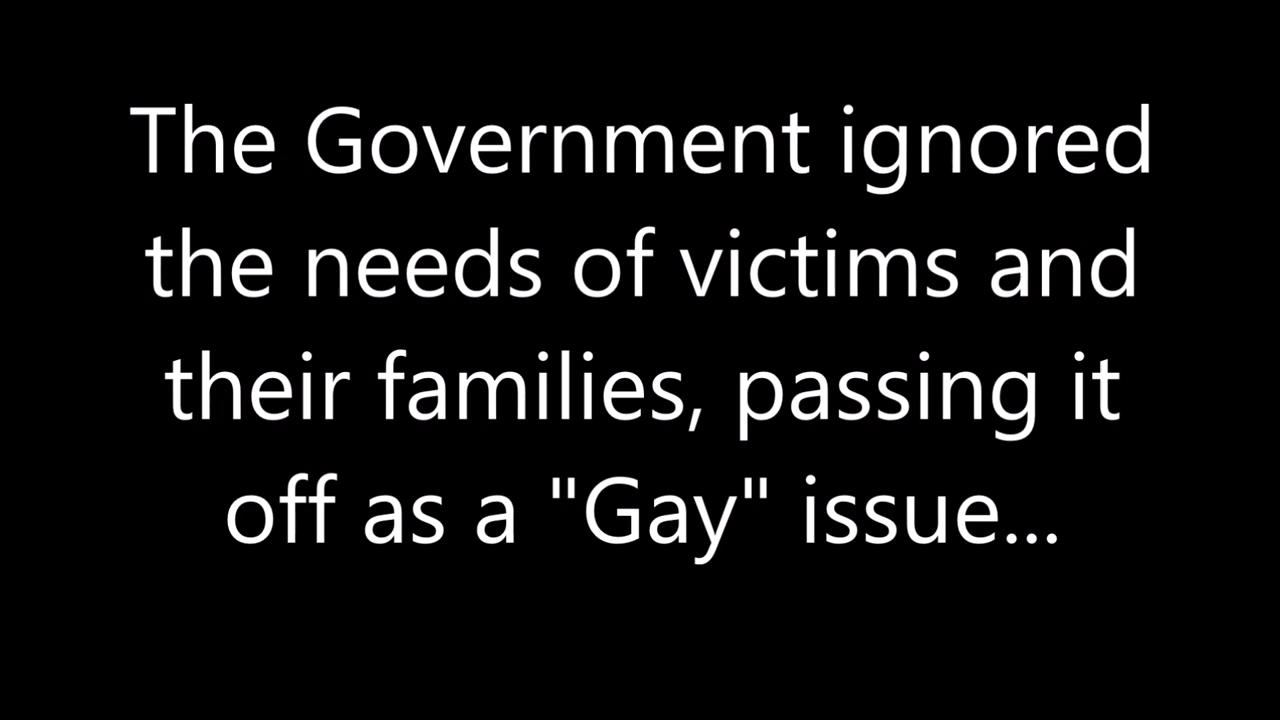 The Government ignored
the needs of victims and
their families, passing it
off as a "Gay" issue...